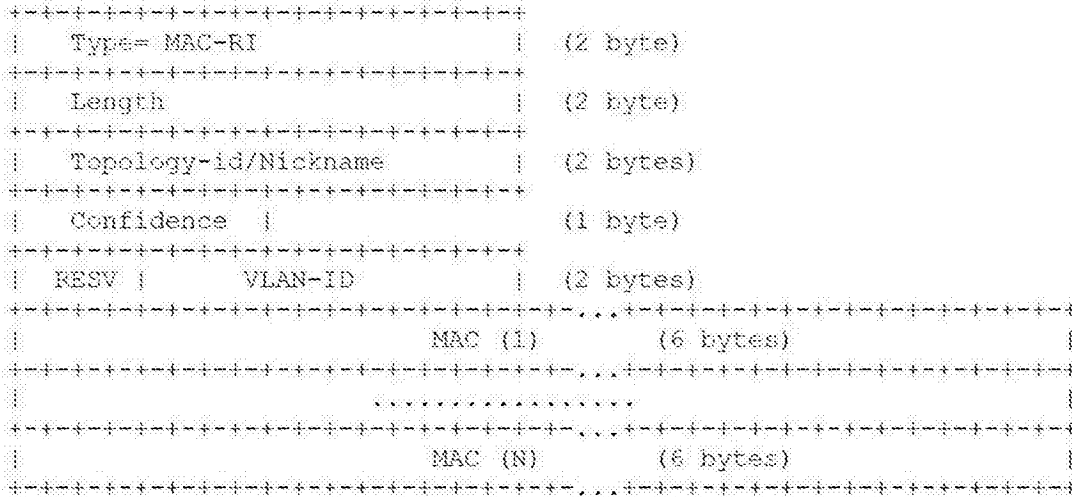 +-+-+-+-+-+-+-+-+-+-+-+-+-+-+-+-+
| Type= MAC-RI | (2 byte)
+-+-+-+-+-+-+-+-+-+-+-+-+-+-+-+-+
| Length | (2 byte)
+-+-+-+-+-+-+-+-+-+-+-+-+-+-+-+-+
| Topology-id/Nickname | (2 bytes)
+-+-+-+-+-+-+-+-+-+-+-+-+-+-+-+-+
| Confidence | (1 byte)
+-+-+-+-+-+-+-+-+-+-+-+-+-+-+-+-+
| RESV | VLAN-ID | (2 bytes)
+-+-+-+-+-+-+-+-+-+-+-+-+-+-+-+-+-+-...+-+-+-+-+-+-+-+-+-+-+-+-+-+-+
| MAC (1) (6 bytes) |
+-+-+-+-+-+-+-+-+-+-+-+-+-+-+-+-+-+-...+-+-+-+-+-+-+-+-+-+-+-+-+-+-+
| ................. |
+-+-+-+-+-+-+-+-+-+-+-+-+-+-+-+-+-+-...+-+-+-+-+-+-+-+-+-+-+-+-+-+-+
| MAC (N) (6 bytes) |
+-+-+-+-+-+-+-+-+-+-+-+-+-+-+-+-+-+-...+-+-+-+-+-+-+-+-+-+-+-+-+-+-+